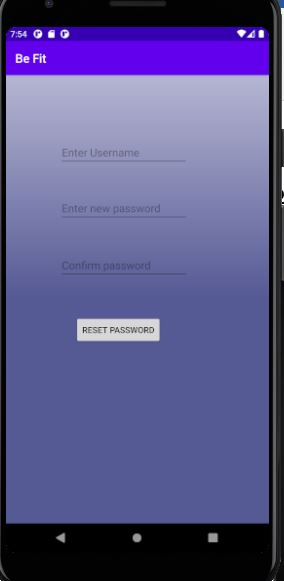 7:54
Be Fit
Enter Username
Enter new password
Confirm password
RESET PASSWORD